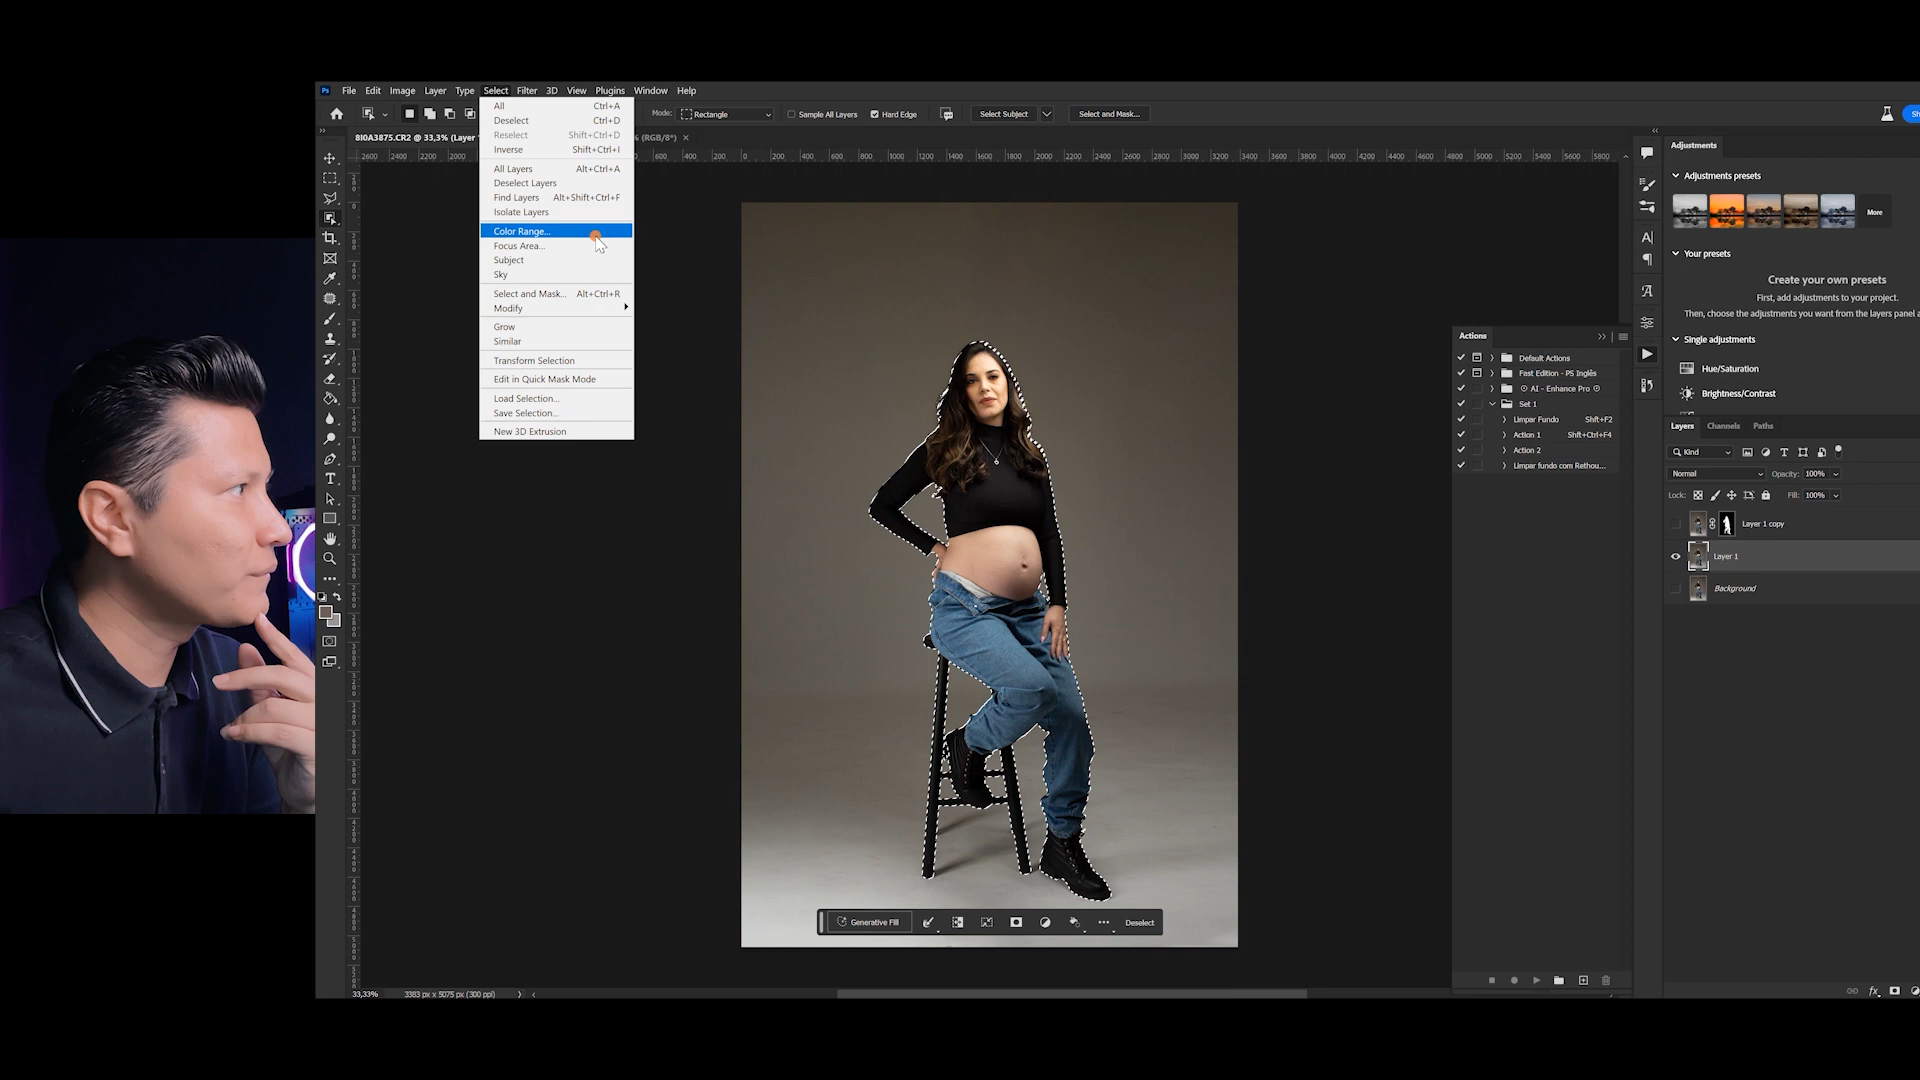 Ps File Edit Image Layer Type Select Filter 3D View Plugins Window Help
Mode: Rectangle Sample All Layers Hard Edge Select Subject Select and Mask...
8I0A3875.CR2 @ 33,3% (Layer
(RGB/8*) ×
All Ctrl+A
Deselect Ctrl+D
Reselect Shift+Ctrl+D
Inverse Shift+Ctrl+I
All Layers Alt+Ctrl+A
Deselect Layers
Find Layers Alt+Shift+Ctrl+F
Isolate Layers
Color Range...
Focus Area...
Subject
Sky
Select and Mask... Alt+Ctrl+R
Modify
Grow
Similar
Transform Selection
Edit in Quick Mask Mode
Load Selection...
Save Selection...
New 3D Extrusion
2600 2400 2200 2000
600 400 200 0 200 400 600 800 1000 1200 1400 1600 1800 2000 2200 2400 2600 2800 3000 3200 3400 3600 3800 4000 4200 4400 4600 4800 5000 5200 5400 5600 5800
Generative Fill Deselect
33,33% 3383 px x 5075 px (300 ppi)
Actions
Default Actions
Fast Edition - PS Inglês
AI - Enhance Pro
Set 1
Limpar Fundo Shft+F2
Action 1 Shft+Ctrl+F4
Action 2
Limpar fundo com Rethou...
Adjustments
Adjustments presets
More
Your presets
Create your own presets
First, add adjustments to your project.
Then, choose the adjustments you want from the layers panel
Single adjustments
Hue/Saturation
Brightness/Contrast
Layers Channels Paths
Kind
Normal Opacity: 100%
Lock: Fill: 100%
Layer 1 copy
Layer 1
Background
fx